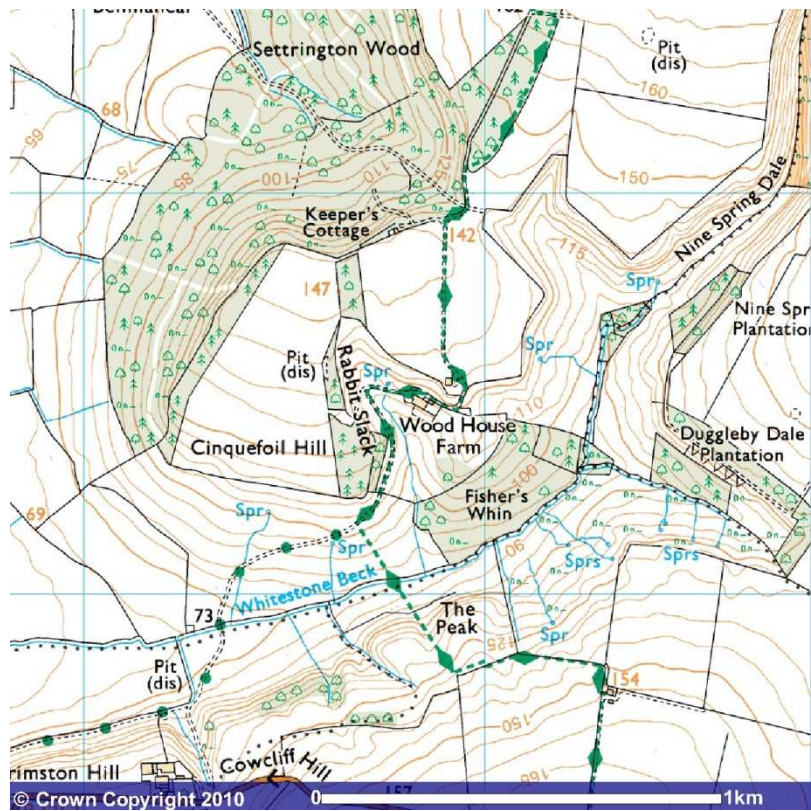 Settrington Wood
Pit
(dis)
68
65
75
85
100
110
125
160
150
Keeper's
Cottage
142
115
Nine Spring Dale
147
Spr
Nine Spr
Plantation
Pit
(dis)
Rabbit Slack
Spr
Spr
Wood House
Farm
110
Duggleby Dale
Plantation
Cinquefoil Hill
100
Fisher's
Whin
69
Spr
Spr
90
Sprs
Sprs
Whitestone Beck
The
Peak
Spr
73
125
Pit
(dis)
154
150
165
rimston Hill
Cowcliff Hill
157
© Crown Copyright 2010
0
1km